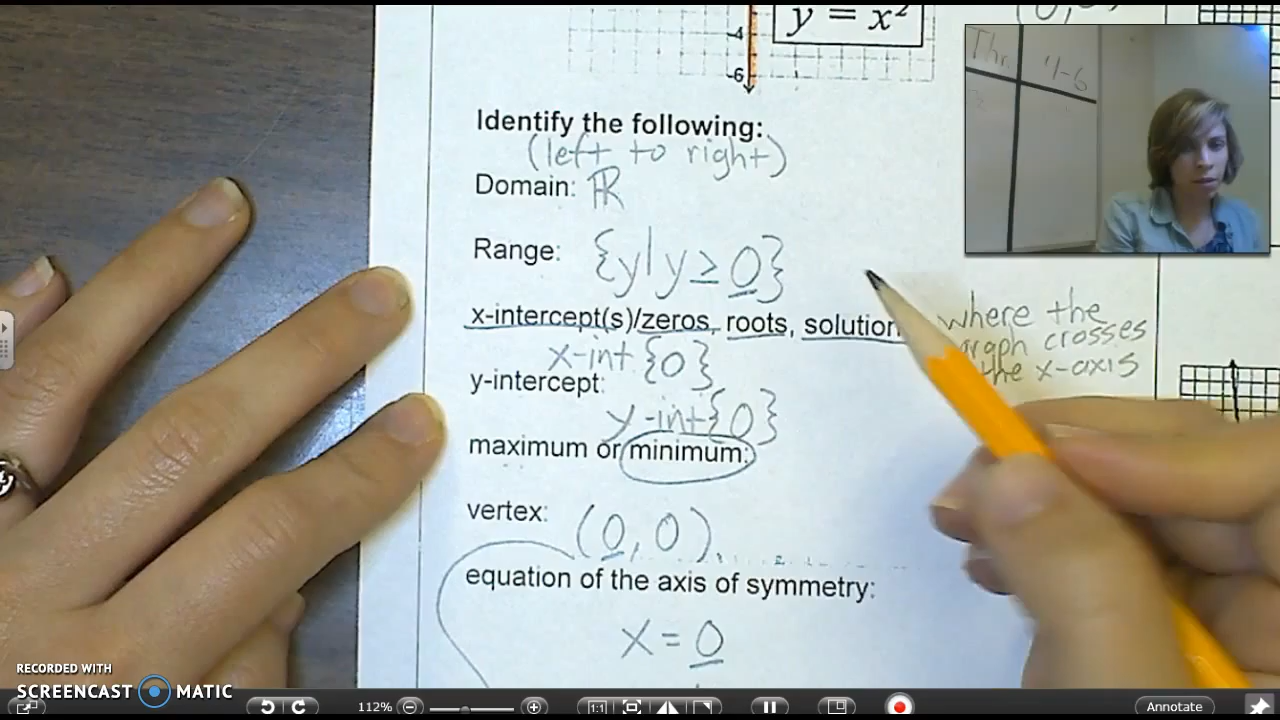 -4
y = x²
-6
Thr. 4-6
Identify the following:
(left to right)
Domain: ℝ
Range: {y| y ≥ 0}
x-intercept(s)/zeros, roots, solution
where the
graph crosses
the x-axis
x-int {0}
y-intercept:
y-int {0}
maximum or minimum:
vertex: (0, 0)
equation of the axis of symmetry:
x = 0
RECORDED WITH
SCREENCAST MATIC
112%
1:1
Annotate